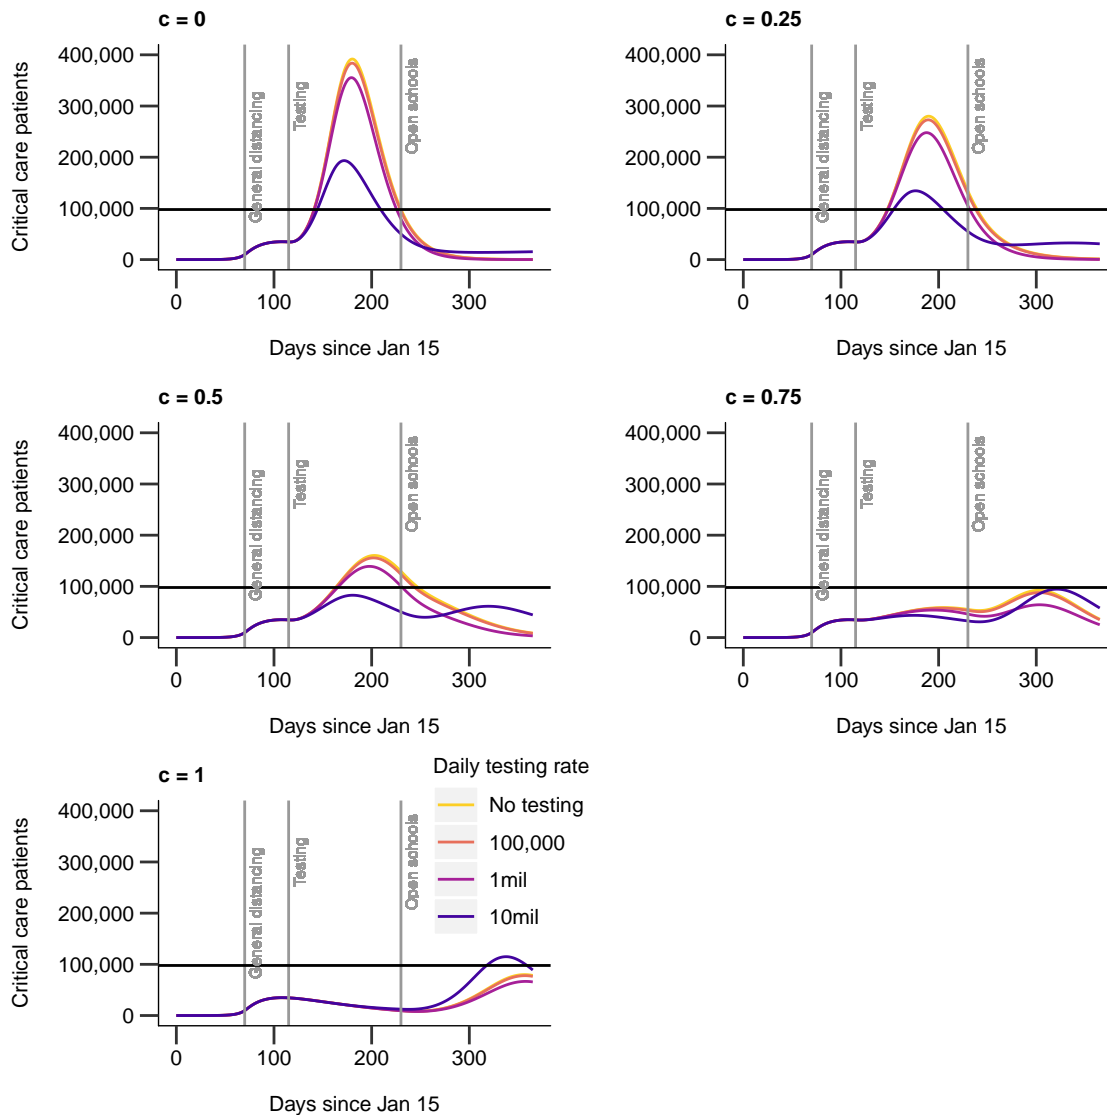 c = 0
Critical care patients
400,000
300,000
200,000
100,000
0
General distancing
Testing
Open schools
0
100
200
300
Days since Jan 15
c = 0.25
Critical care patients
400,000
300,000
200,000
100,000
0
General distancing
Testing
Open schools
0
100
200
300
Days since Jan 15
c = 0.5
Critical care patients
400,000
300,000
200,000
100,000
0
General distancing
Testing
Open schools
0
100
200
300
Days since Jan 15
c = 0.75
Critical care patients
400,000
300,000
200,000
100,000
0
General distancing
Testing
Open schools
0
100
200
300
Days since Jan 15
c = 1
Critical care patients
400,000
300,000
200,000
100,000
0
General distancing
Testing
Open schools
0
100
200
300
Days since Jan 15
Daily testing rate
No testing
100,000
1mil
10mil